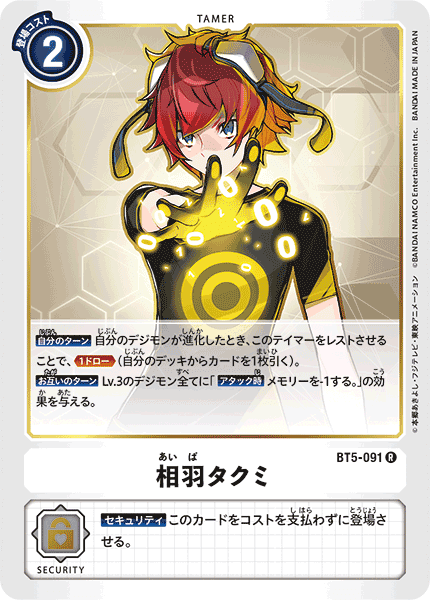 TAMER
登場コスト
2
自分のターン 自分のデジモンが進化したとき、このテイマーをレストさせる
ことで、1ドロー(自分のデッキからカードを1枚引く)。
お互いのターン Lv.3のデジモン全てに「アタック時 メモリーを-1する。」の効
果を与える。
BT5-091 R
あいば
相羽タクミ
セキュリティ このカードをコストを支払わずに登場さ
せる。
SECURITY
©本郷あきよし・フジテレビ・東映アニメーション ©BANDAI NAMCO Entertainment Inc. BANDAI MADE IN JAPAN